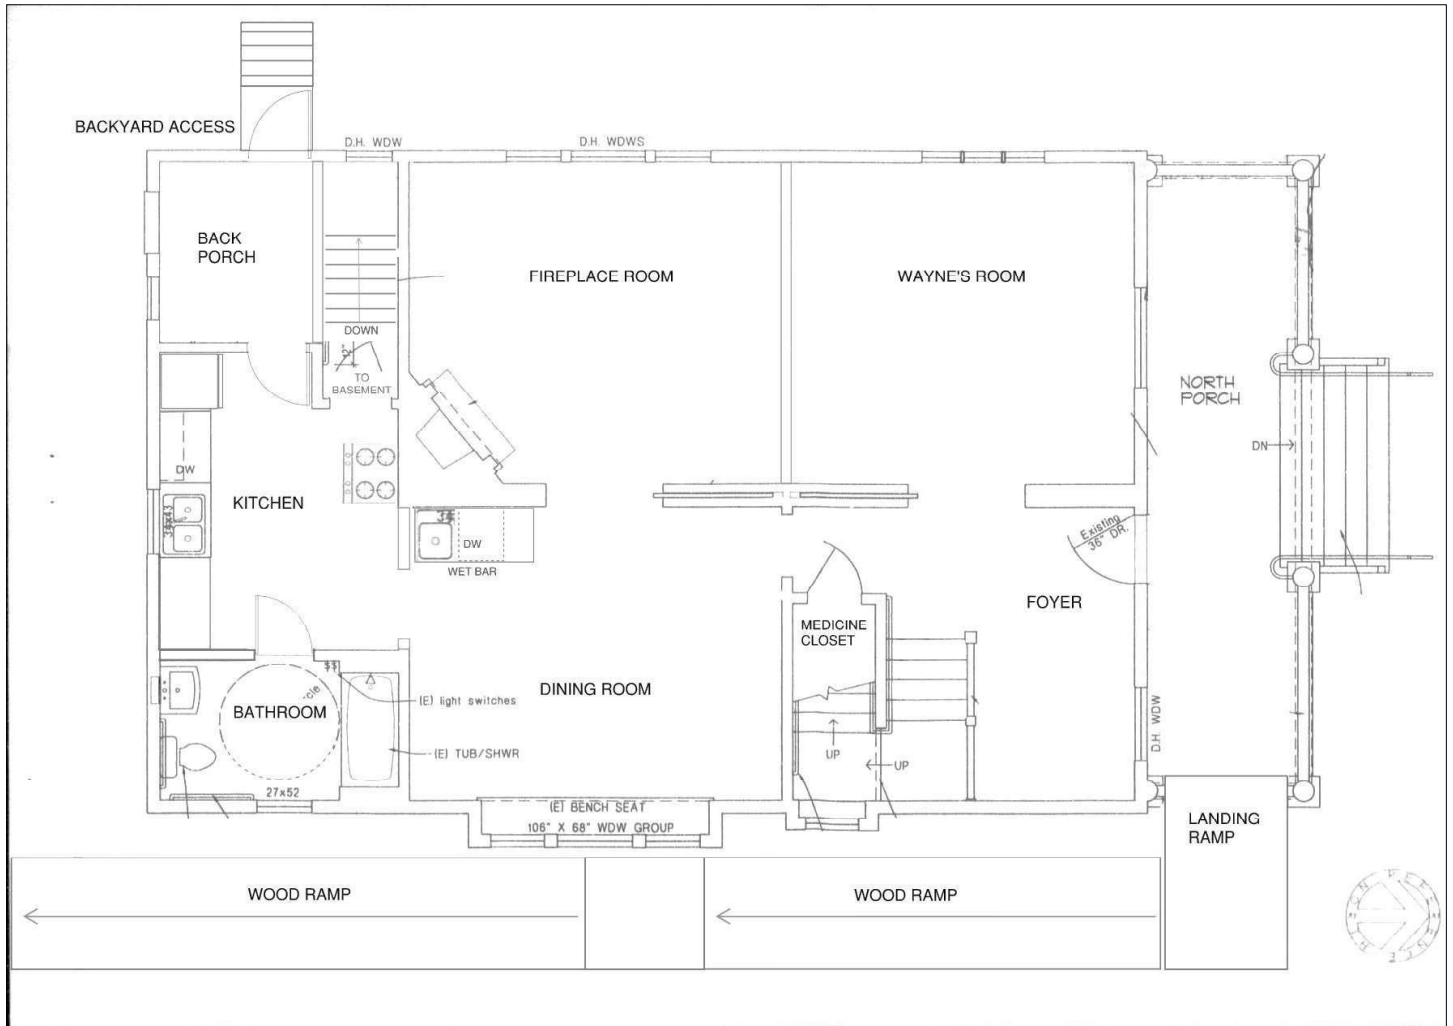 BACKYARD ACCESS
D.H. WDW
D.H. WDWS
BACK
PORCH
FIREPLACE ROOM
WAYNE'S ROOM
DOWN
12"
TO
BASEMENT
NORTH
PORCH
DN
DW
KITCHEN
34x43
DW
WET BAR
Existing
36" DR.
FOYER
MEDICINE
CLOSET
$$
DINING ROOM
(E) light switches
BATHROOM
D.H. WDW
UP
UP
(E) TUB/SHWR
27x52
(E) BENCH SEAT
106" X 68" WDW GROUP
LANDING
RAMP
WOOD RAMP
WOOD RAMP